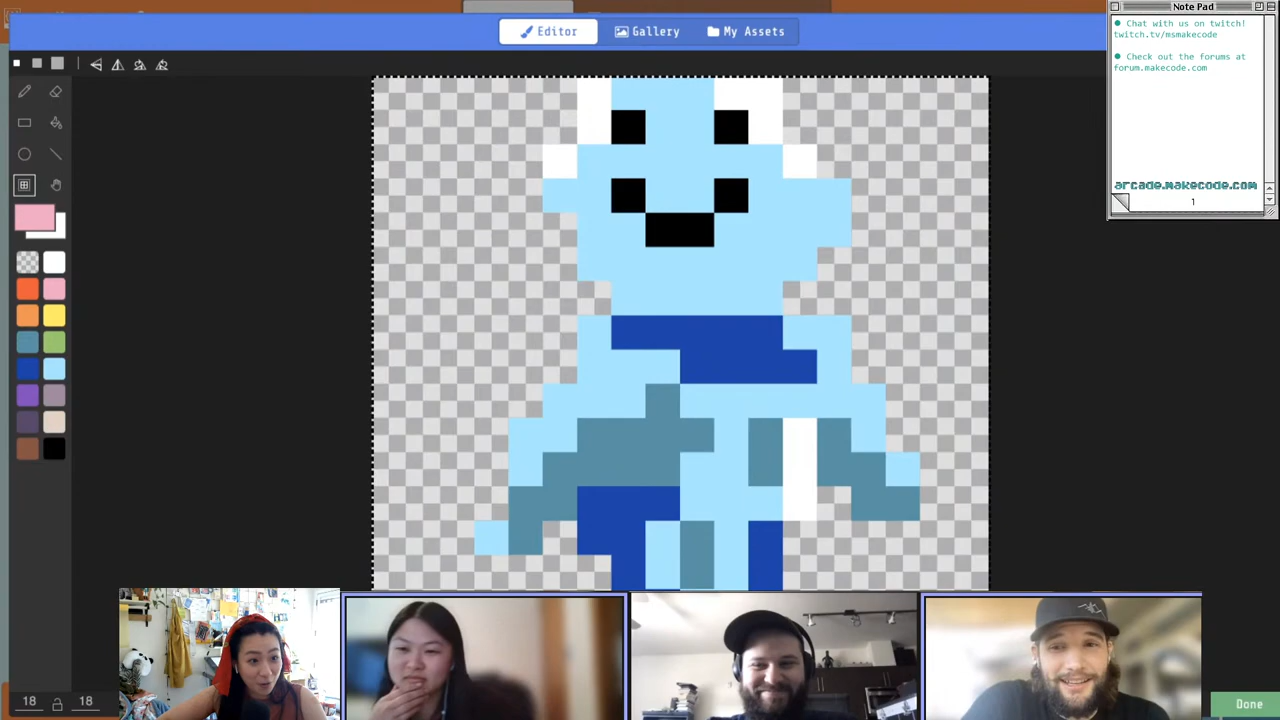 Note Pad
Editor
Gallery
My Assets
Chat with us on twitch!
twitch.tv/msmakecode
Check out the forums at
forum.makecode.com
arcade.makecode.com
1
18
18
Done